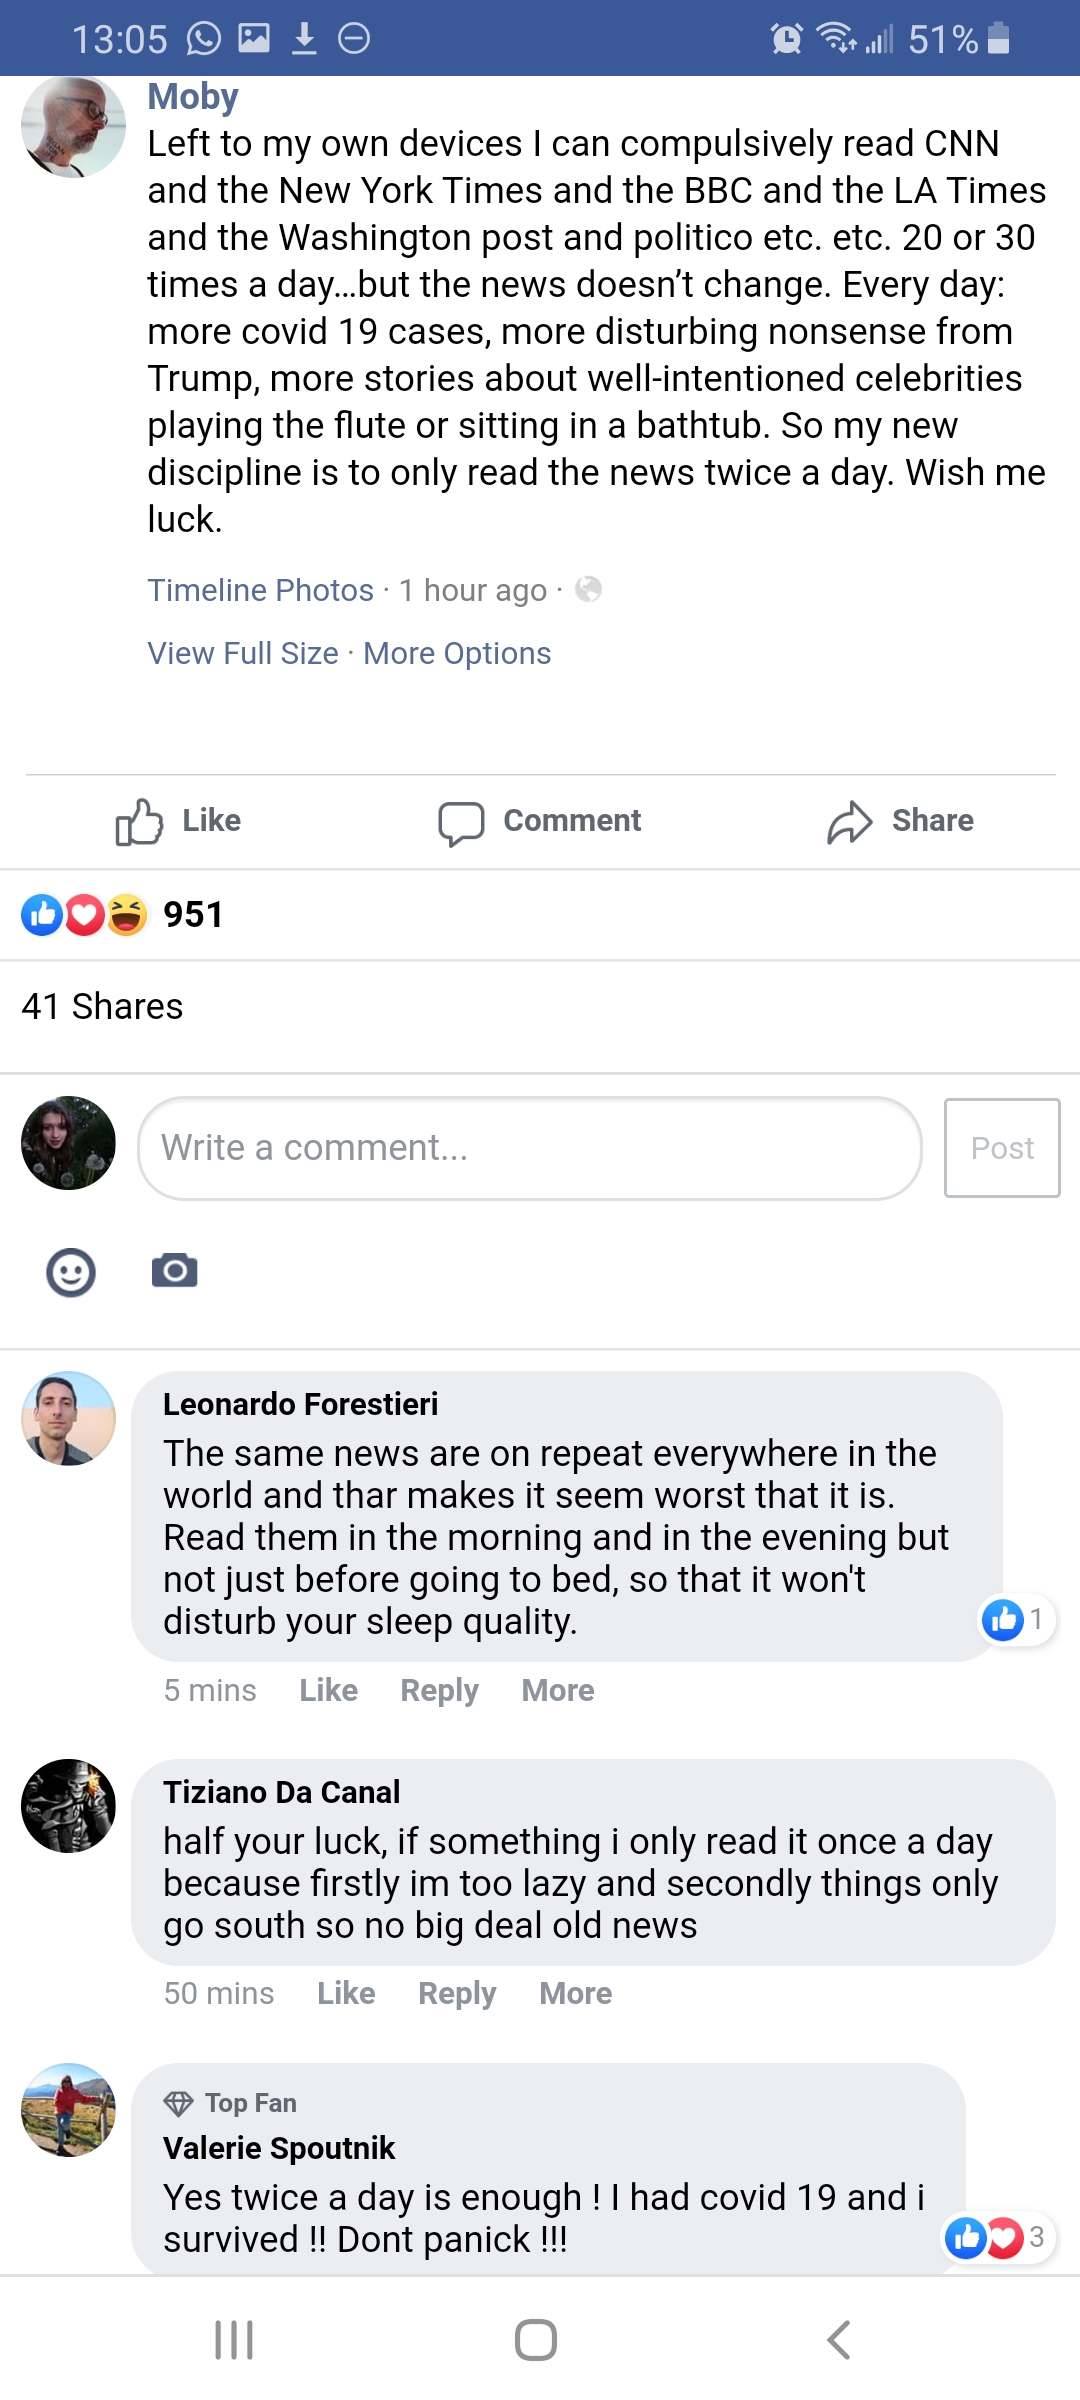 13:05
51%
Moby
Left to my own devices I can compulsively read CNN
and the New York Times and the BBC and the LA Times
and the Washington post and politico etc. etc. 20 or 30
times a day...but the news doesn’t change. Every day:
more covid 19 cases, more disturbing nonsense from
Trump, more stories about well-intentioned celebrities
playing the flute or sitting in a bathtub. So my new
discipline is to only read the news twice a day. Wish me
luck.
Timeline Photos · 1 hour ago ·
View Full Size · More Options
Like Comment Share
951
41 Shares
Write a comment... Post
Leonardo Forestieri
The same news are on repeat everywhere in the
world and thar makes it seem worst that it is.
Read them in the morning and in the evening but
not just before going to bed, so that it won't
disturb your sleep quality.
1
5 mins Like Reply More
Tiziano Da Canal
half your luck, if something i only read it once a day
because firstly im too lazy and secondly things only
go south so no big deal old news
50 mins Like Reply More
Top Fan
Valerie Spoutnik
Yes twice a day is enough ! I had covid 19 and i
survived !! Dont panick !!!
3